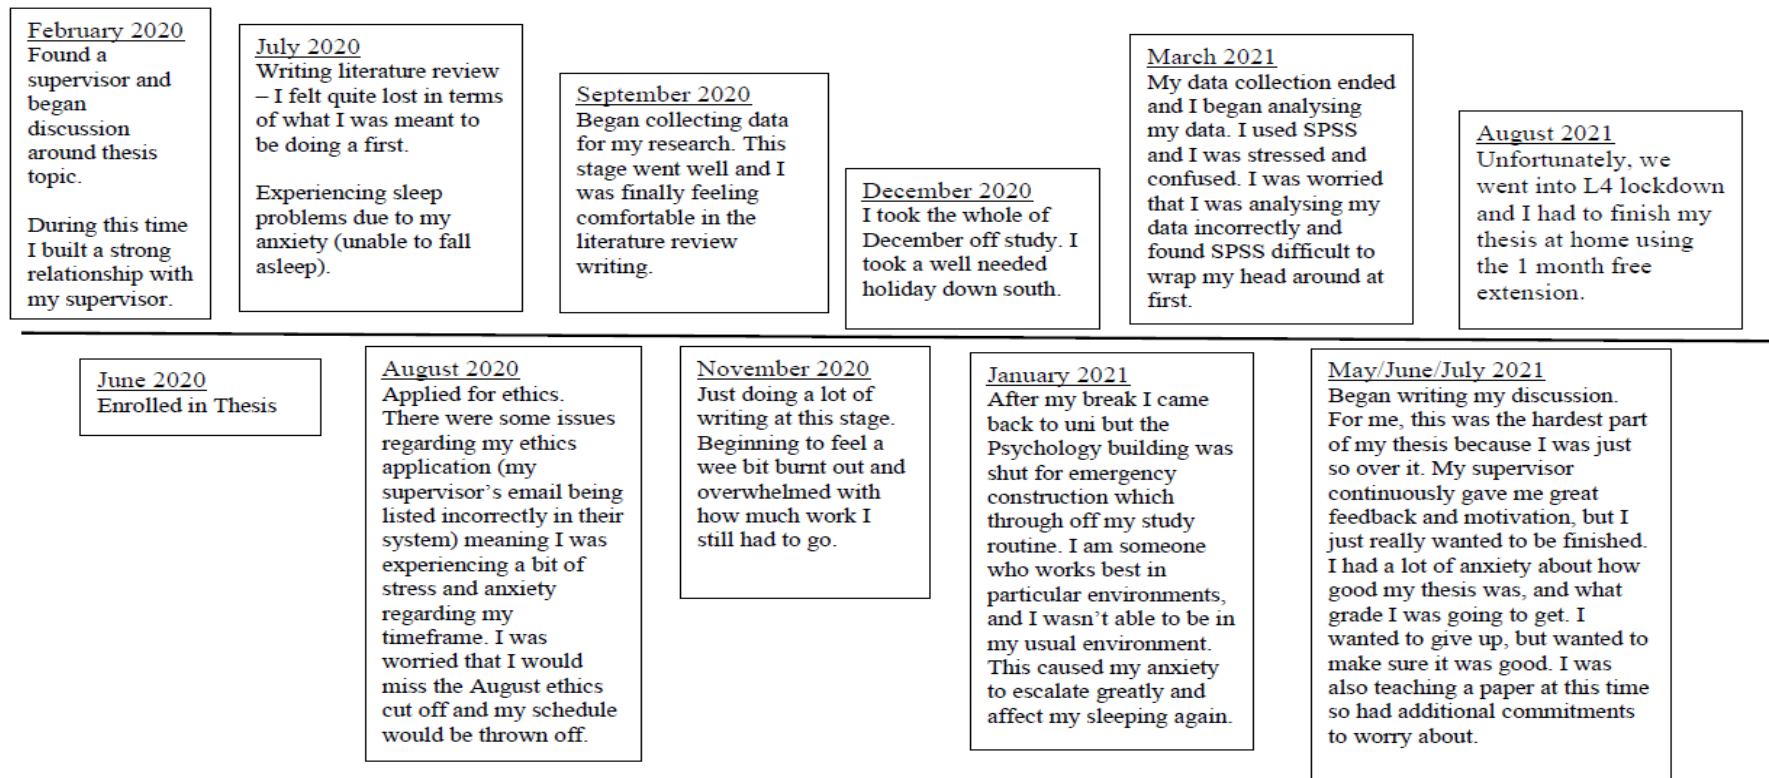 February 2020
Found a
supervisor and
began
discussion
around thesis
topic.
During this time
I built a strong
relationship with
my supervisor.
July 2020
Writing literature review
– I felt quite lost in terms
of what I was meant to
be doing a first.
Experiencing sleep
problems due to my
anxiety (unable to fall
asleep).
September 2020
Began collecting data
for my research. This
stage went well and I
was finally feeling
comfortable in the
literature review
writing.
December 2020
I took the whole of
December off study. I
took a well needed
holiday down south.
March 2021
My data collection ended
and I began analysing
my data. I used SPSS
and I was stressed and
confused. I was worried
that I was analysing my
data incorrectly and
found SPSS difficult to
wrap my head around at
first.
August 2021
Unfortunately, we
went into L4 lockdown
and I had to finish my
thesis at home using
the 1 month free
extension.
June 2020
Enrolled in Thesis
August 2020
Applied for ethics.
There were some issues
regarding my ethics
application (my
supervisor’s email being
listed incorrectly in their
system) meaning I was
experiencing a bit of
stress and anxiety
regarding my
timeframe. I was
worried that I would
miss the August ethics
cut off and my schedule
would be thrown off.
November 2020
Just doing a lot of
writing at this stage.
Beginning to feel a
wee bit burnt out and
overwhelmed with
how much work I
still had to go.
January 2021
After my break I came
back to uni but the
Psychology building was
shut for emergency
construction which
through off my study
routine. I am someone
who works best in
particular environments,
and I wasn’t able to be in
my usual environment.
This caused my anxiety
to escalate greatly and
affect my sleeping again.
May/June/July 2021
Began writing my discussion.
For me, this was the hardest part
of my thesis because I was just
so over it. My supervisor
continuously gave me great
feedback and motivation, but I
just really wanted to be finished.
I had a lot of anxiety about how
good my thesis was, and what
grade I was going to get. I
wanted to give up, but wanted to
make sure it was good. I was
also teaching a paper at this time
so had additional commitments
to worry about.